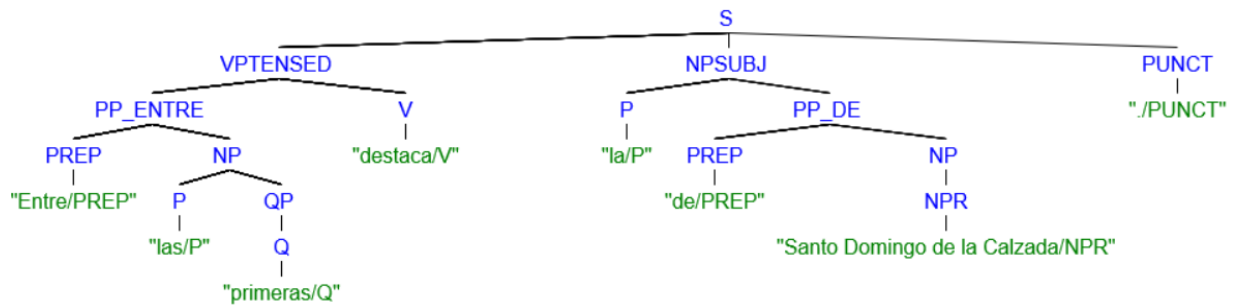 S
VPTENSED NPSUBJ PUNCT
PP_ENTRE V P PP_DE "./PUNCT"
PREP NP "destaca/V" "la/P" PREP NP
"Entre/PREP" P QP "de/PREP" NPR
"las/P" Q "Santo Domingo de la Calzada/NPR"
"primeras/Q"